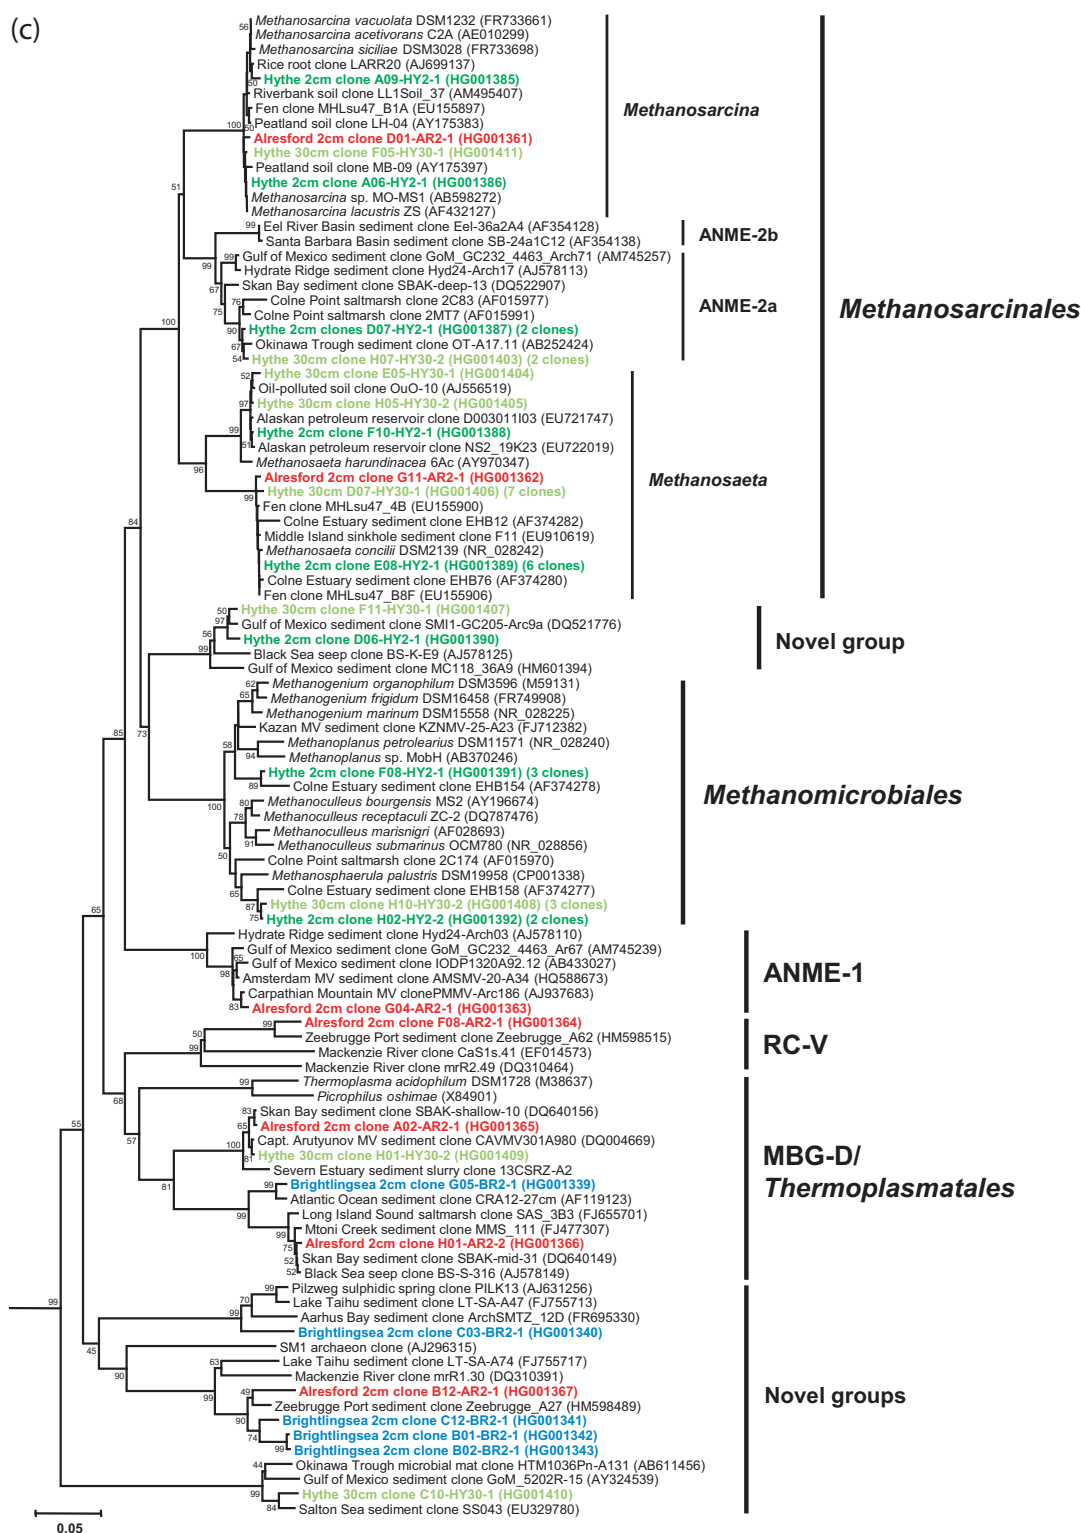 (c)
Methanosarcina vacuolata DSM1232 (FR733661)
Methanosarcina acetivorans C2A (AE010299)
Methanosarcina siciliae DSM3028 (FR733698)
Rice root clone LARR20 (AJ699137)
Hythe 2cm clone A09-HY2-1 (HG001385)
Riverbank soil clone LL1Soil_37 (AM495407)
Fen clone MHLsu47_B1A (EU155897)
Peatland soil clone LH-04 (AY175383)
Alresford 2cm clone D01-AR2-1 (HG001361)
Hythe 30cm clone F05-HY30-1 (HG001411)
Peatland soil clone MB-09 (AY175397)
Hythe 2cm clone A06-HY2-1 (HG001386)
Methanosarcina sp. MO-MS1 (AB598272)
Methanosarcina lacustris ZS (AF432127)
Methanosarcina
Eel River Basin sediment clone Eel-36a2A4 (AF354128)
Santa Barbara Basin sediment clone SB-24a1C12 (AF354138)
ANME-2b
Gulf of Mexico sediment clone GoM_GC232_4463_Arch71 (AM745257)
Hydrate Ridge sediment clone Hyd24-Arch17 (AJ578113)
Skan Bay sediment clone SBAK-deep-13 (DQ522907)
Colne Point saltmarsh clone 2C83 (AF015977)
Colne Point saltmarsh clone 2MT7 (AF015991)
Hythe 2cm clones D07-HY2-1 (HG001387) (2 clones)
Okinawa Trough sediment clone OT-A17.11 (AB252424)
Hythe 30cm clone H07-HY30-2 (HG001403) (2 clones)
ANME-2a
Methanosarcinales
Hythe 30cm clone E05-HY30-1 (HG001404)
Oil-polluted soil clone OuO-10 (AJ556519)
Hythe 30cm clone H05-HY30-2 (HG001405)
Alaskan petroleum reservoir clone D003011I03 (EU721747)
Hythe 2cm clone F10-HY2-1 (HG001388)
Alaskan petroleum reservoir clone NS2_19K23 (EU722019)
Methanosaeta harundinacea 6Ac (AY970347)
Alresford 2cm clone G11-AR2-1 (HG001362)
Hythe 30cm clone D07-HY30-1 (HG001406) (7 clones)
Fen clone MHLsu47_4B (EU155900)
Colne Estuary sediment clone EHB12 (AF374282)
Middle Island sinkhole sediment clone F11 (EU910619)
Methanosaeta concilii DSM2139 (NR_028242)
Hythe 2cm clone E08-HY2-1 (HG001389) (6 clones)
Colne Estuary sediment clone EHB76 (AF374280)
Fen clone MHLsu47_B8F (EU155906)
Methanosaeta
Hythe 30cm clone F11-HY30-1 (HG001407)
Gulf of Mexico sediment clone SMI1-GC205-Arc9a (DQ521776)
Hythe 2cm clone D06-HY2-1 (HG001390)
Black Sea seep clone BS-K-E9 (AJ578125)
Gulf of Mexico sediment clone MC118_36A9 (HM601394)
Novel group
Methanogenium organophilum DSM3596 (M59131)
Methanogenium frigidum DSM16458 (FR749908)
Methanogenium marinum DSM15558 (NR_028225)
Kazan MV sediment clone KZNMV-25-A23 (FJ712382)
Methanoplanus petrolearius DSM11571 (NR_028240)
Methanoplanus sp. MobH (AB370246)
Hythe 2cm clone F08-HY2-1 (HG001391) (3 clones)
Colne Estuary sediment clone EHB154 (AF374278)
Methanoculleus bourgensis MS2 (AY196674)
Methanoculleus receptaculi ZC-2 (DQ787476)
Methanoculleus marisnigri (AF028693)
Methanoculleus submarinus OCM780 (NR_028856)
Colne Point saltmarsh clone 2C174 (AF015970)
Methanosphaerula palustris DSM19958 (CP001338)
Colne Estuary sediment clone EHB158 (AF374277)
Hythe 30cm clone H10-HY30-2 (HG001408) (3 clones)
Hythe 2cm clone H02-HY2-2 (HG001392) (2 clones)
Methanomicrobiales
Hydrate Ridge sediment clone Hyd24-Arch03 (AJ578110)
Gulf of Mexico sediment clone GoM_GC232_4463_Ar67 (AM745239)
Gulf of Mexico sediment clone IODP1320A92.12 (AB433027)
Amsterdam MV sediment clone AMSMV-20-A34 (HQ588673)
Carpathian Mountain MV clonePMMV-Arc186 (AJ937683)
Alresford 2cm clone G04-AR2-1 (HG001363)
ANME-1
Alresford 2cm clone F08-AR2-1 (HG001364)
Zeebrugge Port sediment clone Zeebrugge_A62 (HM598515)
Mackenzie River clone CaS1s.41 (EF014573)
Mackenzie River clone mrR2.49 (DQ310464)
RC-V
Thermoplasma acidophilum DSM1728 (M38637)
Picrophilus oshimae (X84901)
Skan Bay sediment clone SBAK-shallow-10 (DQ640156)
Alresford 2cm clone A02-AR2-1 (HG001365)
Capt. Arutyunov MV sediment clone CAVMV301A980 (DQ004669)
Hythe 30cm clone H01-HY30-2 (HG001409)
Severn Estuary sediment slurry clone 13CSRZ-A2
Brightlingsea 2cm clone G05-BR2-1 (HG001339)
Atlantic Ocean sediment clone CRA12-27cm (AF119123)
Long Island Sound saltmarsh clone SAS_3B3 (FJ655701)
Mtoni Creek sediment clone MMS_111 (FJ477307)
Alresford 2cm clone H01-AR2-2 (HG001366)
Skan Bay sediment clone SBAK-mid-31 (DQ640149)
Black Sea seep clone BS-S-316 (AJ578149)
MBG-D/
Thermoplasmatales
Pilzweg sulphidic spring clone PILK13 (AJ631256)
Lake Taihu sediment clone LT-SA-A47 (FJ755713)
Aarhus Bay sediment clone ArchSMTZ_12D (FR695330)
Brightlingsea 2cm clone C03-BR2-1 (HG001340)
SM1 archaeon clone (AJ296315)
Lake Taihu sediment clone LT-SA-A74 (FJ755717)
Mackenzie River clone mrR1.30 (DQ310391)
Alresford 2cm clone B12-AR2-1 (HG001367)
Zeebrugge Port sediment clone Zeebrugge_A27 (HM598489)
Brightlingsea 2cm clone C12-BR2-1 (HG001341)
Brightlingsea 2cm clone B01-BR2-1 (HG001342)
Brightlingsea 2cm clone B02-BR2-1 (HG001343)
Okinawa Trough microbial mat clone HTM1036Pn-A131 (AB611456)
Gulf of Mexico sediment clone GoM_5202R-15 (AY324539)
Hythe 30cm clone C10-HY30-1 (HG001410)
Salton Sea sediment clone SS043 (EU329780)
Novel groups
0.05